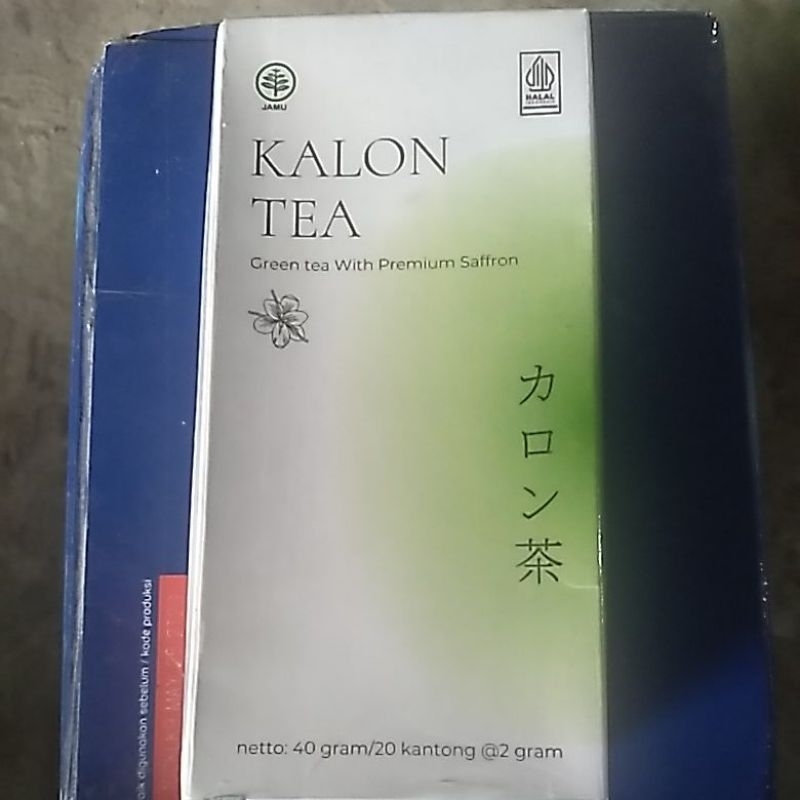 JAMU
HALAL
INDONESIA
KALON
TEA
Green tea With Premium Saffron
カロン茶
netto: 40 gram/20 kantong @2 gram
digunakan sebelum / kode produksi